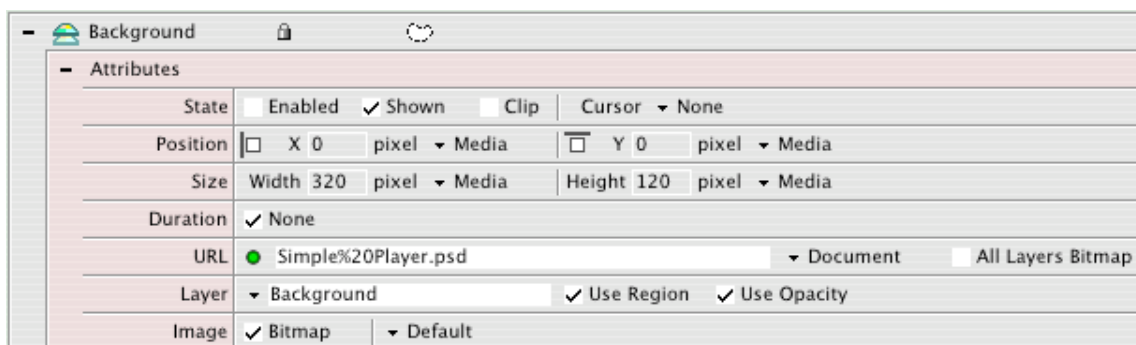 Background
Attributes
State Enabled Shown Clip Cursor None
Position X 0 pixel Media Y 0 pixel Media
Size Width 320 pixel Media Height 120 pixel Media
Duration None
URL Simple%20Player.psd Document All Layers Bitmap
Layer Background Use Region Use Opacity
Image Bitmap Default